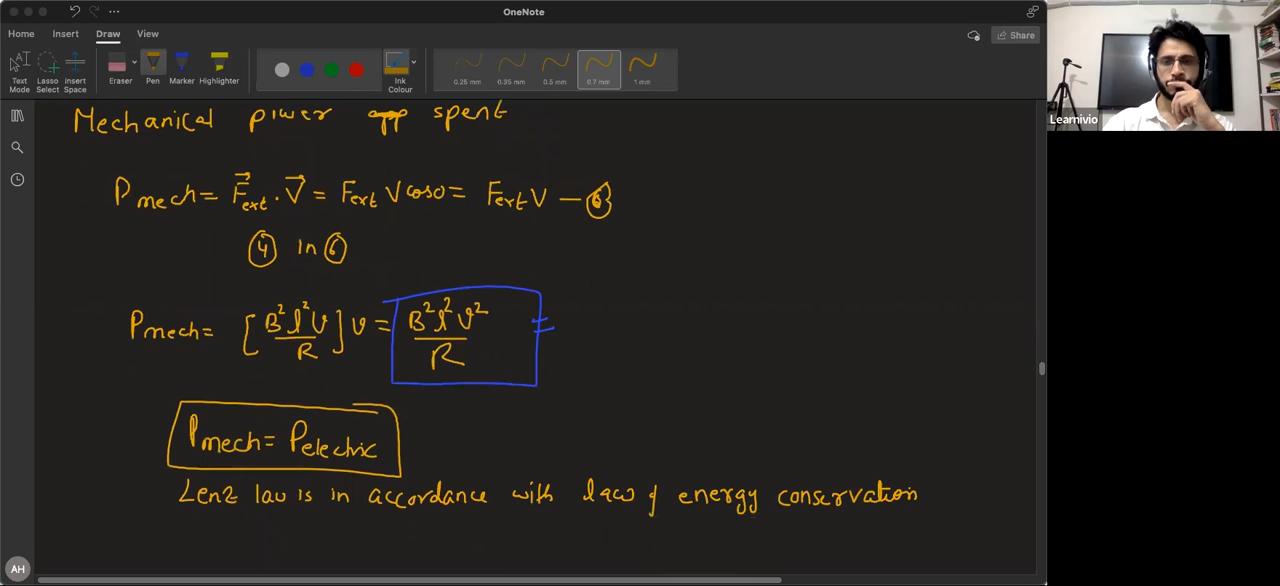 OneNote
Home Insert Draw View
Share
Text Mode Lasso Select Insert Space Eraser Pen Marker Highlighter Ink Colour 0.25 mm 0.35 mm 0.5 mm 0.7 mm 1 mm
Learnivio
Mechanical power spent
P mech = F⃗ext · V⃗ = Fext V cos0 = Fext V — ⑥
④ in ⑥
Pmech = [B²l²V/R] v = B²l²v²/R
Pmech = Pelectric
Lenz law is in accordance with law of energy conservation
AH